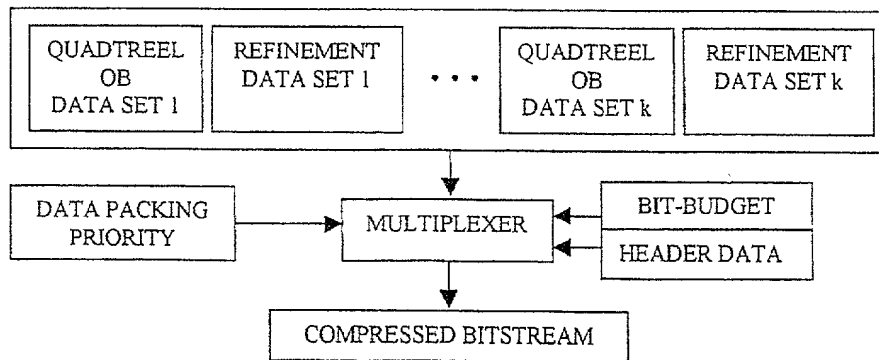 QUADTREEL
OB
DATA SET 1
REFINEMENT
DATA SET 1
• • •
QUADTREEL
OB
DATA SET k
REFINEMENT
DATA SET k
DATA PACKING
PRIORITY
MULTIPLEXER
BIT-BUDGET
HEADER DATA
COMPRESSED BITSTREAM